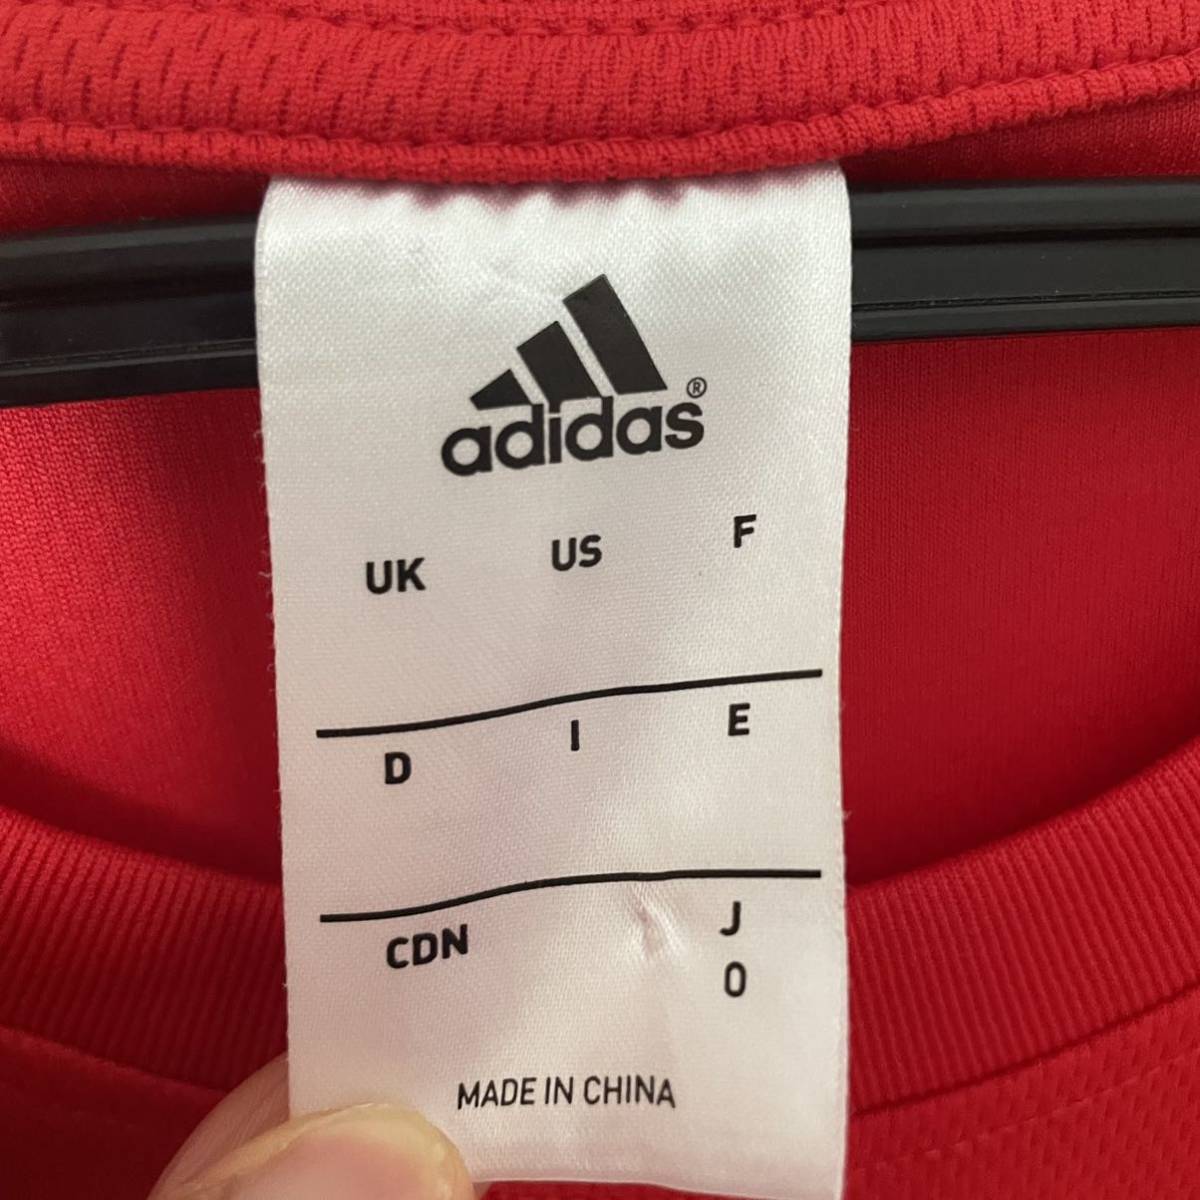 adidas®
UK US F
D I E
CDN J
O
MADE IN CHINA